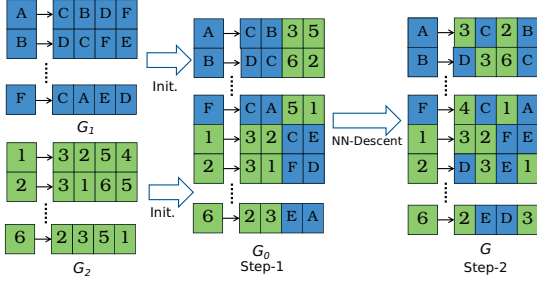 A C B D F
B D C F E
F C A E D
G1
1 3 2 5 4
2 3 1 6 5
6 2 3 5 1
G2
Init.
Init.
A C B 3 5
B D C 6 2
F C A 5 1
1 3 2 C E
2 3 1 F D
6 2 3 E A
G0
Step-1
NN-Descent
A 3 C 2 B
B D 3 6 C
F 4 C 1 A
1 3 2 F E
2 D 3 E 1
6 2 E D 3
G
Step-2